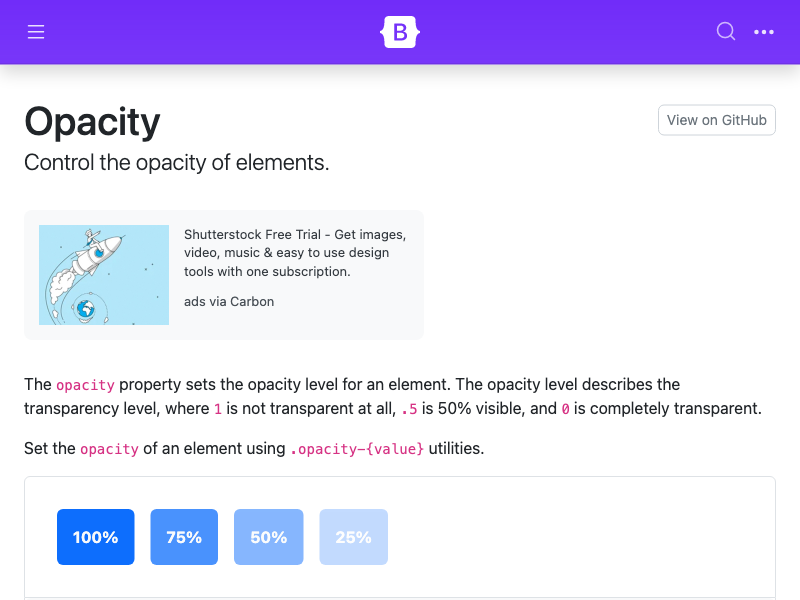 B
Opacity
View on GitHub
Control the opacity of elements.
Shutterstock Free Trial - Get images,
video, music & easy to use design
tools with one subscription.
ads via Carbon
The opacity property sets the opacity level for an element. The opacity level describes the
transparency level, where 1 is not transparent at all, .5 is 50% visible, and 0 is completely transparent.
Set the opacity of an element using .opacity-{value} utilities.
100% 75% 50% 25%